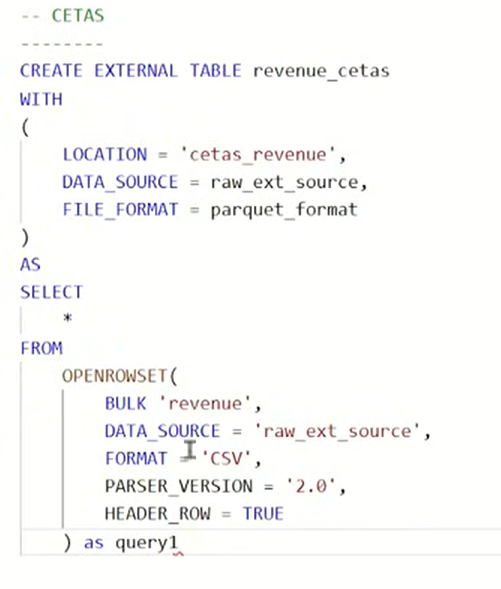 -- CETAS
--------
CREATE EXTERNAL TABLE revenue_cetas
WITH
(
    LOCATION = 'cetas_revenue',
    DATA_SOURCE = raw_ext_source,
    FILE_FORMAT = parquet_format
)
AS
SELECT
    *
FROM
    OPENROWSET(
        BULK 'revenue',
        DATA_SOURCE = 'raw_ext_source',
        FORMAT = 'CSV',
        PARSER_VERSION = '2.0',
        HEADER_ROW = TRUE
    ) as query1